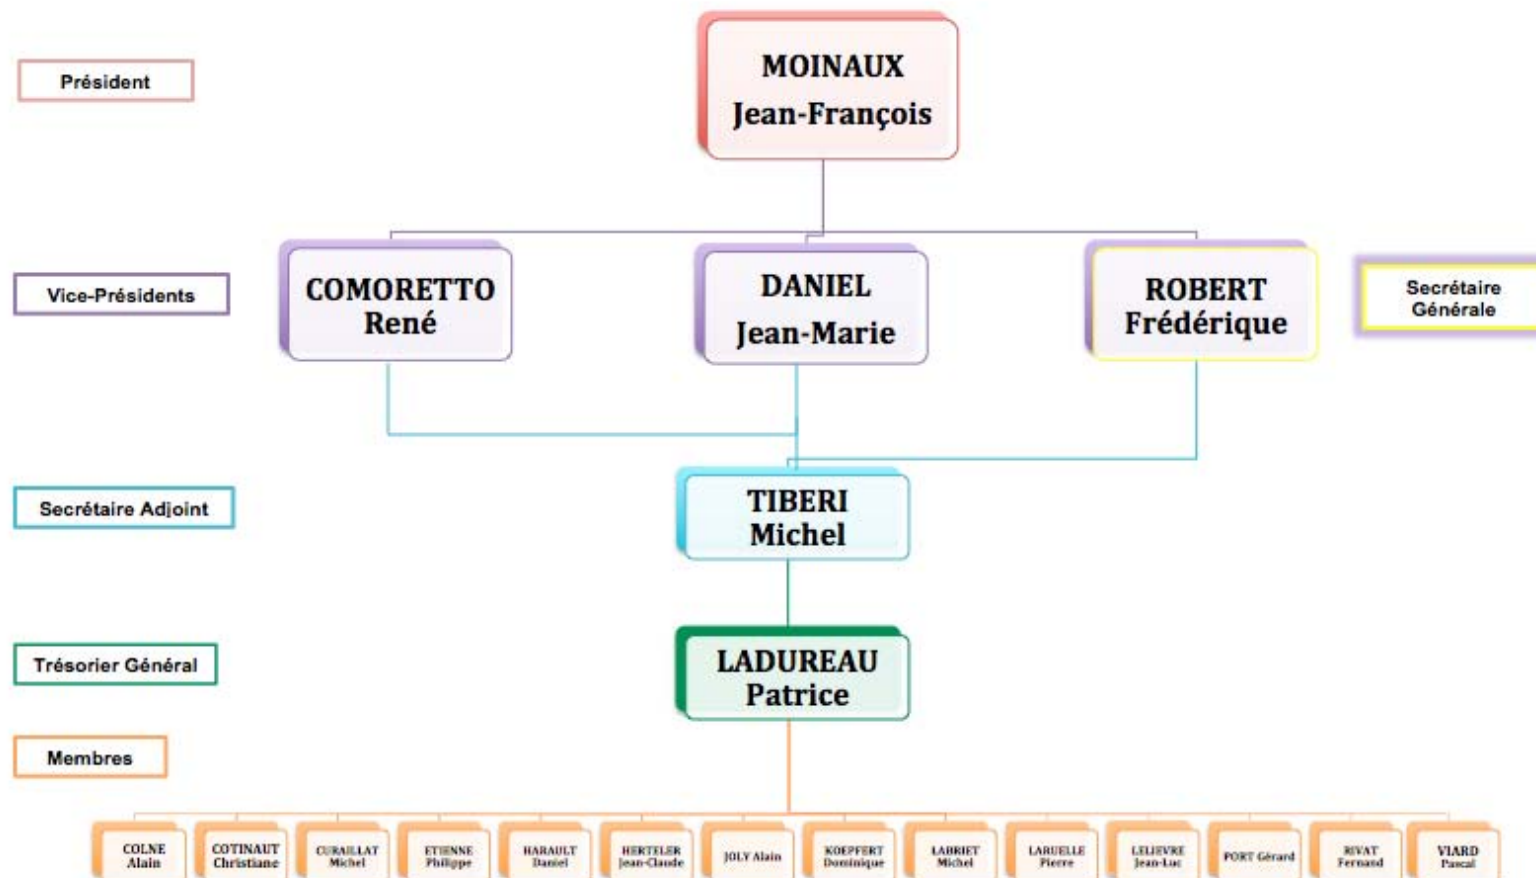 Président
MOINAUX
Jean-François
Vice-Présidents
COMORETTO
René
DANIEL
Jean-Marie
ROBERT
Frédérique
Secrétaire
Générale
Secrétaire Adjoint
TIBERI
Michel
Trésorier Général
LADUREAU
Patrice
Membres
COLNE
Alain
COTINAUT
Christiane
CURAILLAT
Michel
ETIENNE
Philippe
HARAULT
Daniel
HERTELER
Jean-Claude
JOLY Alain
KOEPFERT
Dominique
LABRIET
Michel
LARUELLE
Pierre
LELIEVRE
Jean-Luc
PORT Gérard
RIVAT
Fernand
VIARD
Pascal